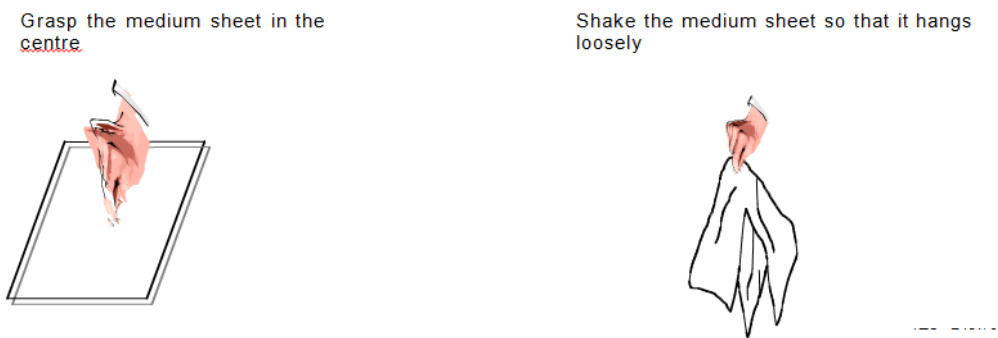 Grasp the medium sheet in the
centre
Shake the medium sheet so that it hangs
loosely